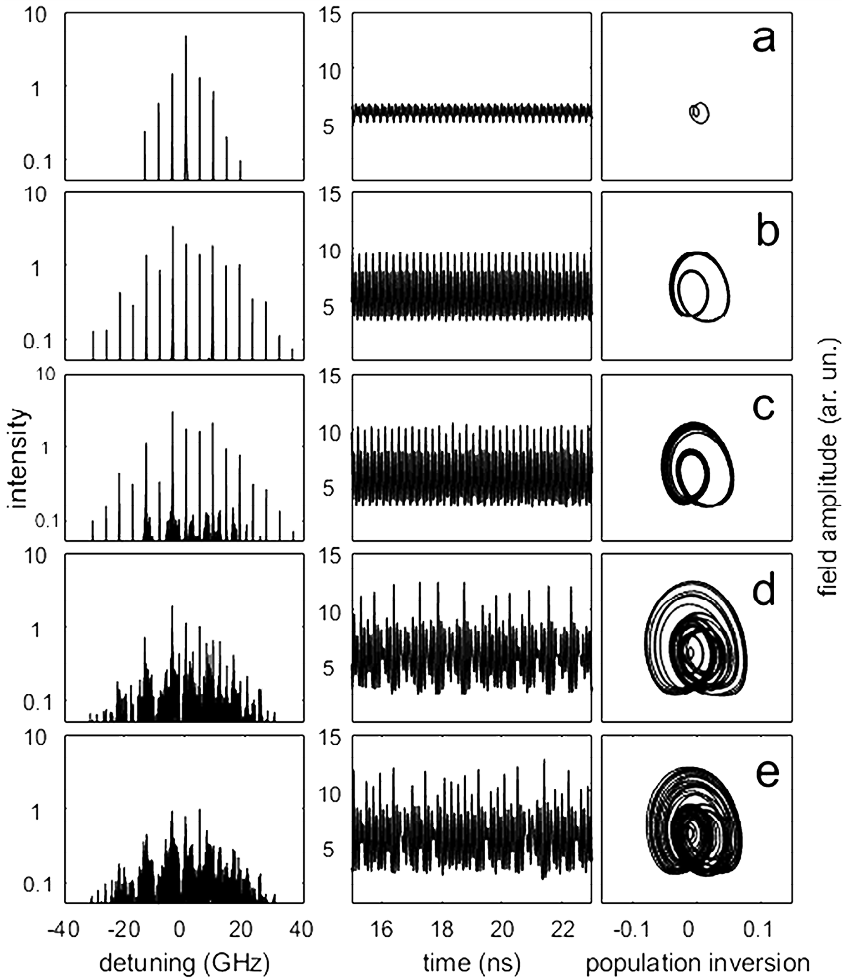 10 15 a
1 10
0.1 5
10 15 b
1 10
0.1 5
10 15 c
1 10
0.1 5
10 15 d
1 10
0.1 5
10 15 e
1 10
0.1 5
-40 -20 0 20 40 16 18 20 22 -0.1 0 0.1
detuning (GHz) time (ns) population inversion
intensity
field amplitude (ar. un.)